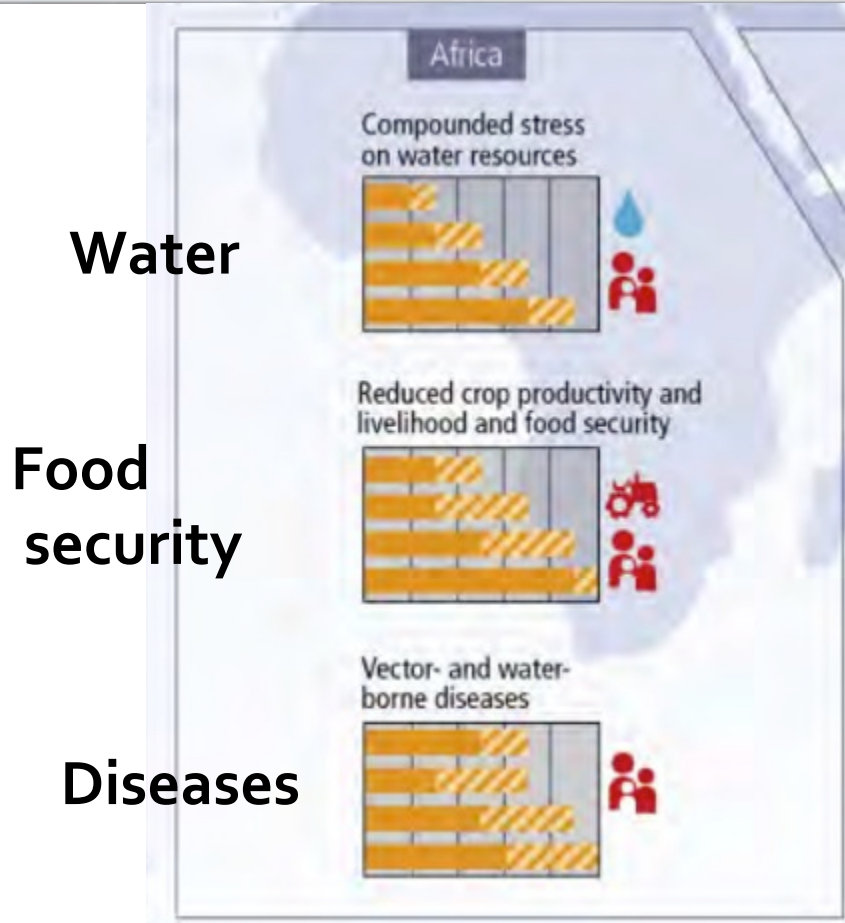 Africa
Compounded stress
on water resources
Water
Reduced crop productivity and
livelihood and food security
Food
security
Vector- and water-
borne diseases
Diseases